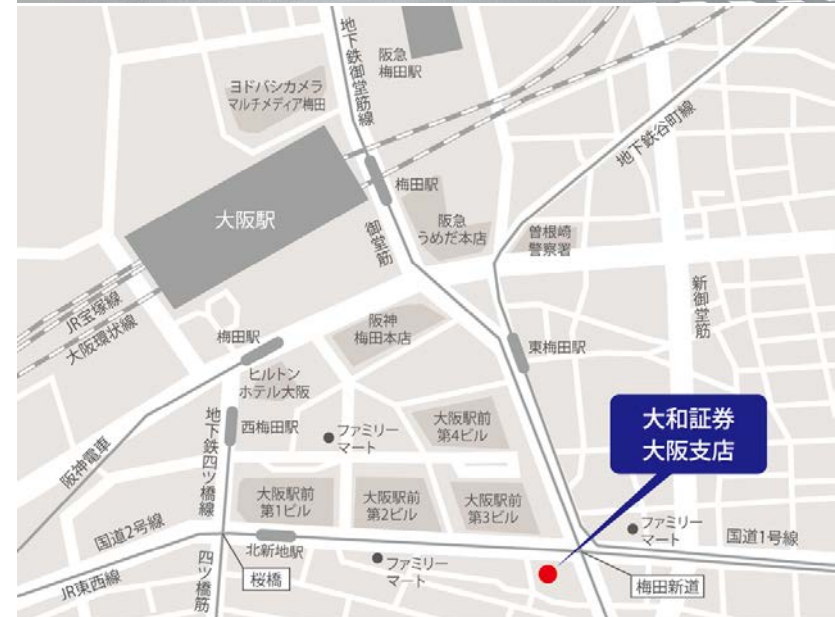 地下鉄御堂筋線
阪急
梅田駅
ヨドバシカメラ
マルチメディア梅田
地下鉄谷町線
梅田駅
大阪駅
阪急
うめだ本店
御堂筋
曽根崎
警察署
新御堂筋
JR宝塚線
大阪環状線
阪神
梅田本店
梅田駅
東梅田駅
ヒルトン
ホテル大阪
大和証券
大阪支店
西梅田駅
ファミリー
マート
大阪駅前
第4ビル
地下鉄四ツ橋線
阪神電車
大阪駅前
第1ビル
大阪駅前
第2ビル
大阪駅前
第3ビル
ファミリー
マート
国道1号線
国道2号線
北新地駅
ファミリー
マート
JR東西線
四ツ橋筋
桜橋
梅田新道